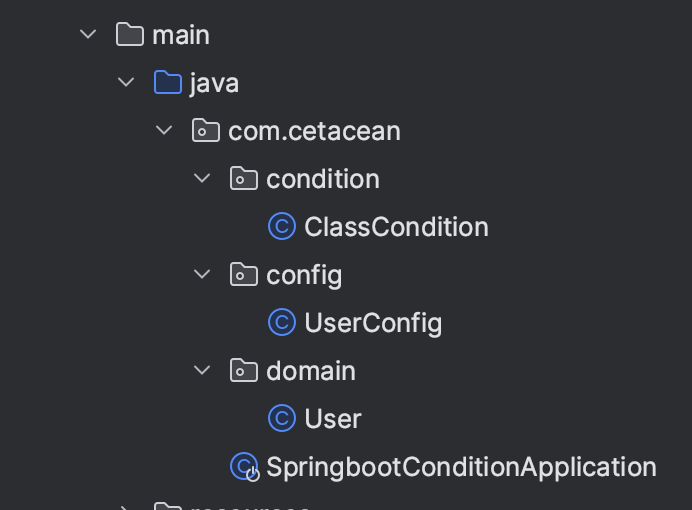 main
java
com.cetacean
condition
ClassCondition
config
UserConfig
domain
User
SpringbootConditionApplication